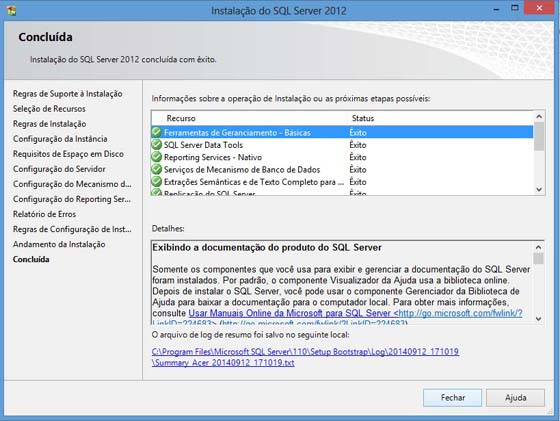 Instalação do SQL Server 2012
Concluída
Instalação do SQL Server 2012 concluída com êxito.
Regras de Suporte à Instalação
Seleção de Recursos
Regras de Instalação
Configuração da Instância
Requisitos de Espaço em Disco
Configuração do Servidor
Configuração do Mecanismo d...
Configuração do Reporting Ser...
Relatório de Erros
Regras de Configuração de Inst...
Andamento da Instalação
Concluída
Informações sobre a operação de Instalação ou as próximas etapas possíveis:
Recurso Status
Ferramentas de Geranciamento - Básicas Êxito
SQL Server Data Tools Êxito
Reporting Services - Nativo Êxito
Serviços de Mecanismo de Banco de Dados Êxito
Extrações Semânticas e de Texto Completo para ... Êxito
Replicação do SQL Server Êxito
Detalhes:
Exibindo a documentação do produto do SQL Server
Somente os componentes que você usa para exibir e gerenciar a documentação do SQL Server
foram instalados. Por padrão, o componente Visualizador da Ajuda usa a biblioteca online.
Depois de instalar o SQL Server, você pode usar o componente Gerenciador da Biblioteca de
Ajuda para baixar a documentação para o computador local. Para obter mais informações,
consulte Usar Manuais Online da Microsoft para SQL Server <http://go.microsoft.com/fwlink/?
LinkID=224683> (http://go.microsoft.com/fwlink/?LinkID=224683)
O arquivo de log de resumo foi salvo no seguinte local:
C:\Program Files\Microsoft SQL Server\110\Setup Bootstrap\Log\20140912_171019
\Summary_Acer_20140912_171019.txt
Fechar
Ajuda